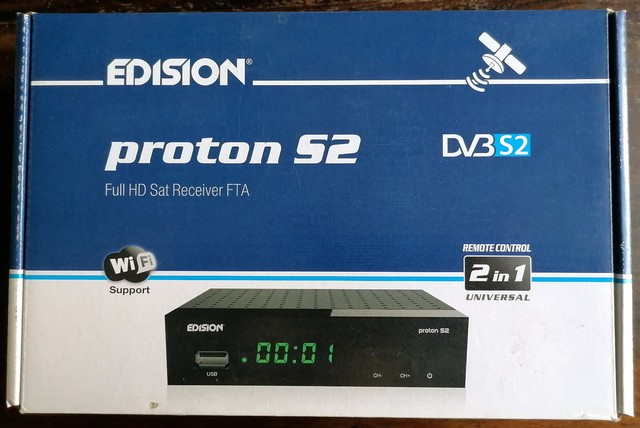 EDISION®
proton S2
DVB S2
Full HD Sat Receiver FTA
WiFi
Support
REMOTE CONTROL
2 in 1
UNIVERSAL
EDISION
proton S2
00:01
USB
CH-
CH+